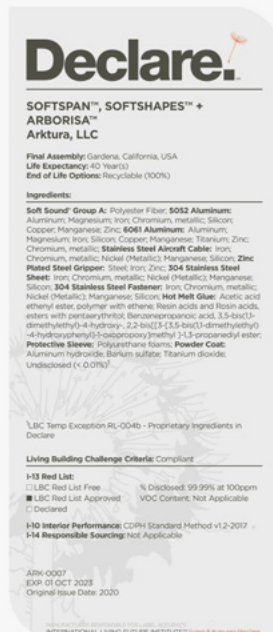 Declare.
SOFTSPAN™, SOFTSHAPES™ +
ARBORISA™
Arktura, LLC
Final Assembly: Gardena, California, USA
Life Expectancy: 40 Year(s)
End of Life Options: Recyclable (100%)
Ingredients:
Soft Sound® Group A: Polyester Fiber; 5052 Aluminum:
Aluminum; Magnesium; Iron; Chromium, metallic; Silicon;
Copper; Manganese; Zinc; 6061 Aluminum: Aluminum;
Magnesium; Iron; Silicon; Copper; Manganese; Titanium; Zinc;
Chromium, metallic; Stainless Steel Aircraft Cable: Iron;
Chromium, metallic; Nickel (Metallic); Manganese; Silicon; Zinc
Plated Steel Gripper: Steel; Iron; Zinc; 304 Stainless Steel
Sheet: Iron; Chromium, metallic; Nickel (Metallic); Manganese;
Silicon; 304 Stainless Steel Fastener: Iron; Chromium, metallic;
Nickel (Metallic); Manganese; Silicon; Hot Melt Glue: Acetic acid
ethenyl ester, polymer with ethene; Resin acids and Rosin acids,
esters with pentaerythritol; Benzenepropanoic acid, 3,5-bis(1,1-
dimethylethyl)-4-hydroxy-, 2,2-bis[[3-[3,5-bis(1,1-dimethylethyl)
-4-hydroxyphenyl]-1-oxopropoxy]methyl ]-1,3-propanediyl ester;
Protective Sleeve: Polyurethane foams; Powder Coat:
Aluminum hydroxide; Barium sulfate; Titanium dioxide;
Undisclosed (< 0.01%)¹
¹LBC Temp Exception RL-004b - Proprietary Ingredients in
Declare
Living Building Challenge Criteria: Compliant
I-13 Red List:
LBC Red List Free % Disclosed: 99.99% at 100ppm
LBC Red List Approved VOC Content: Not Applicable
Declared
I-10 Interior Performance: CDPH Standard Method v1.2-2017
I-14 Responsible Sourcing: Not Applicable
ARK-0007
EXP. 01 OCT 2023
Original Issue Date: 2020
MANUFACTURER RESPONSIBLE FOR LABEL ACCURACY
INTERNATIONAL LIVING FUTURE INSTITUTE